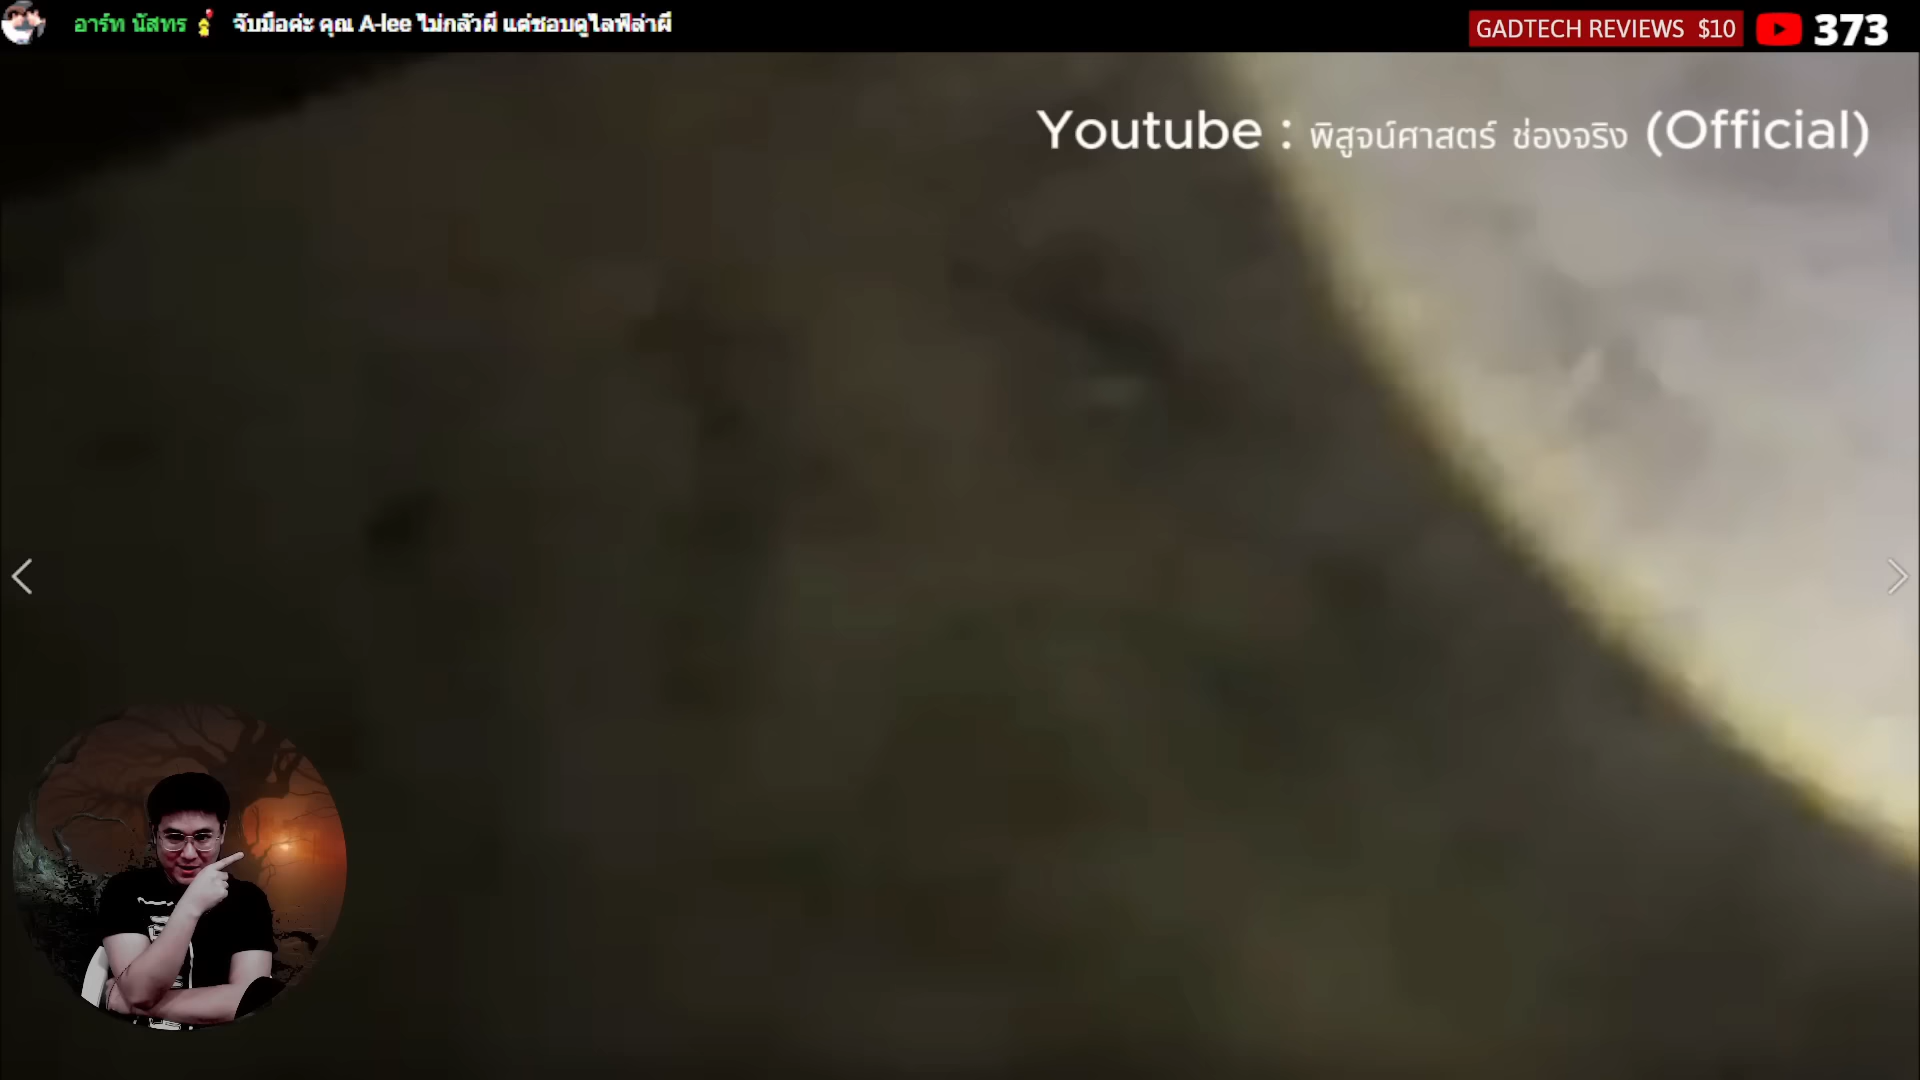 อาร์ท นัสทร จับมือค่ะ คุณ A-lee ไม่กลัวผี แต่ชอบดูไลฟ์ล่าผี
GADTECH REVIEWS $10
373
Youtube : พิสูจน์ศาสตร์ ช่องจริง (Official)